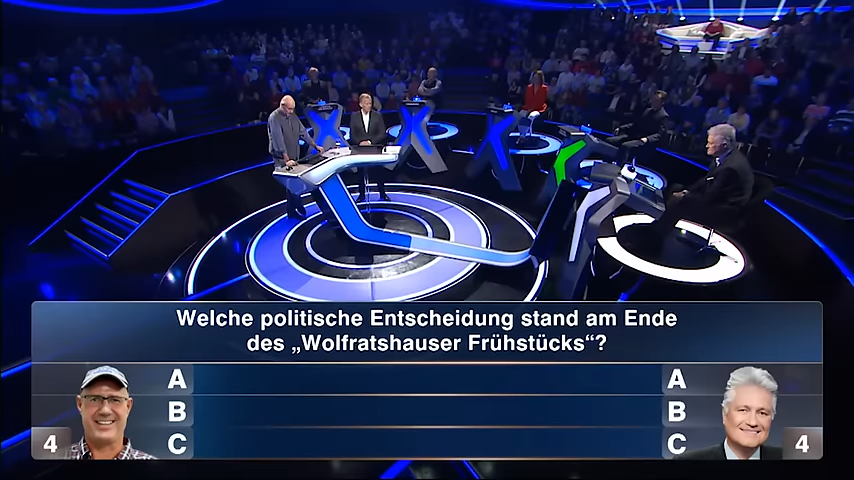 Welche politische Entscheidung stand am Ende
des „Wolfratshauser Frühstücks“?
A A
B B
4 C C 4